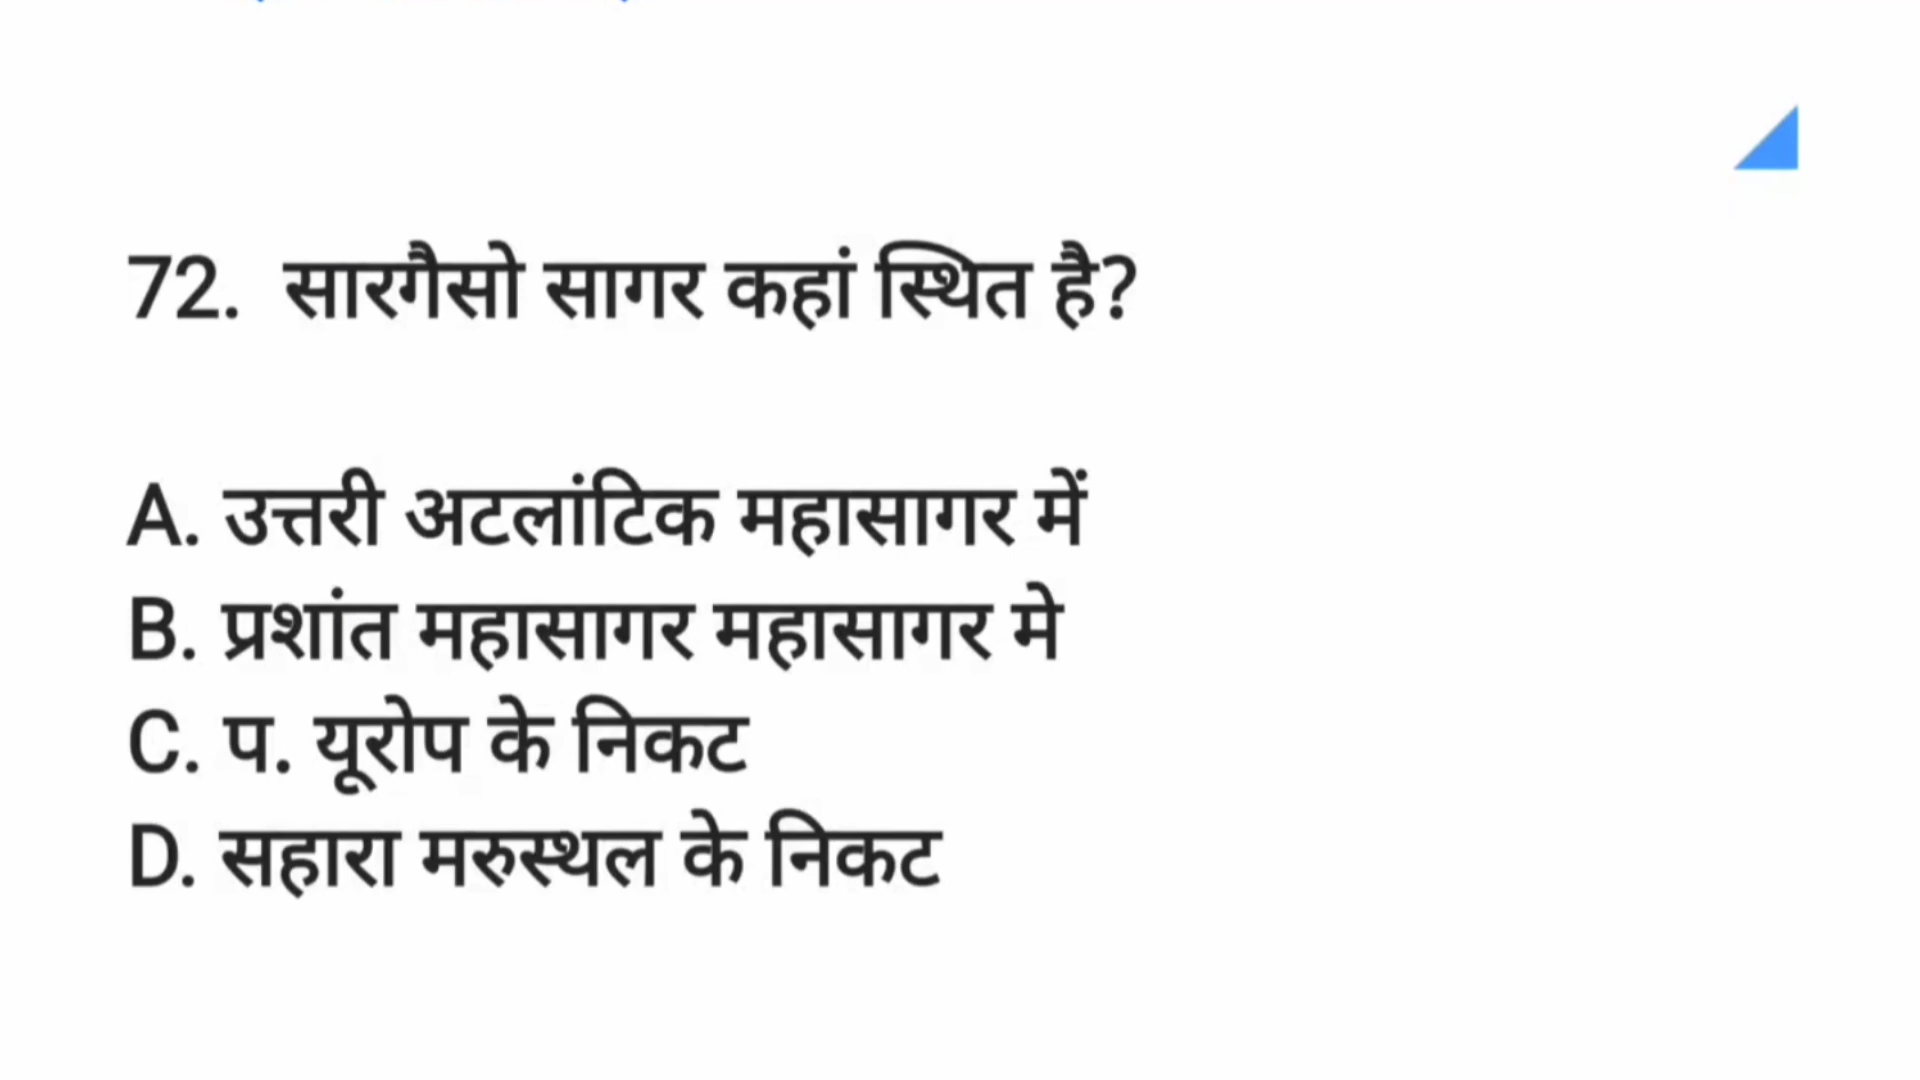 72. सारगैसो सागर कहां स्थित है?
A. उत्तरी अटलांटिक महासागर में
B. प्रशांत महासागर महासागर मे
C. प. यूरोप के निकट
D. सहारा मरुस्थल के निकट